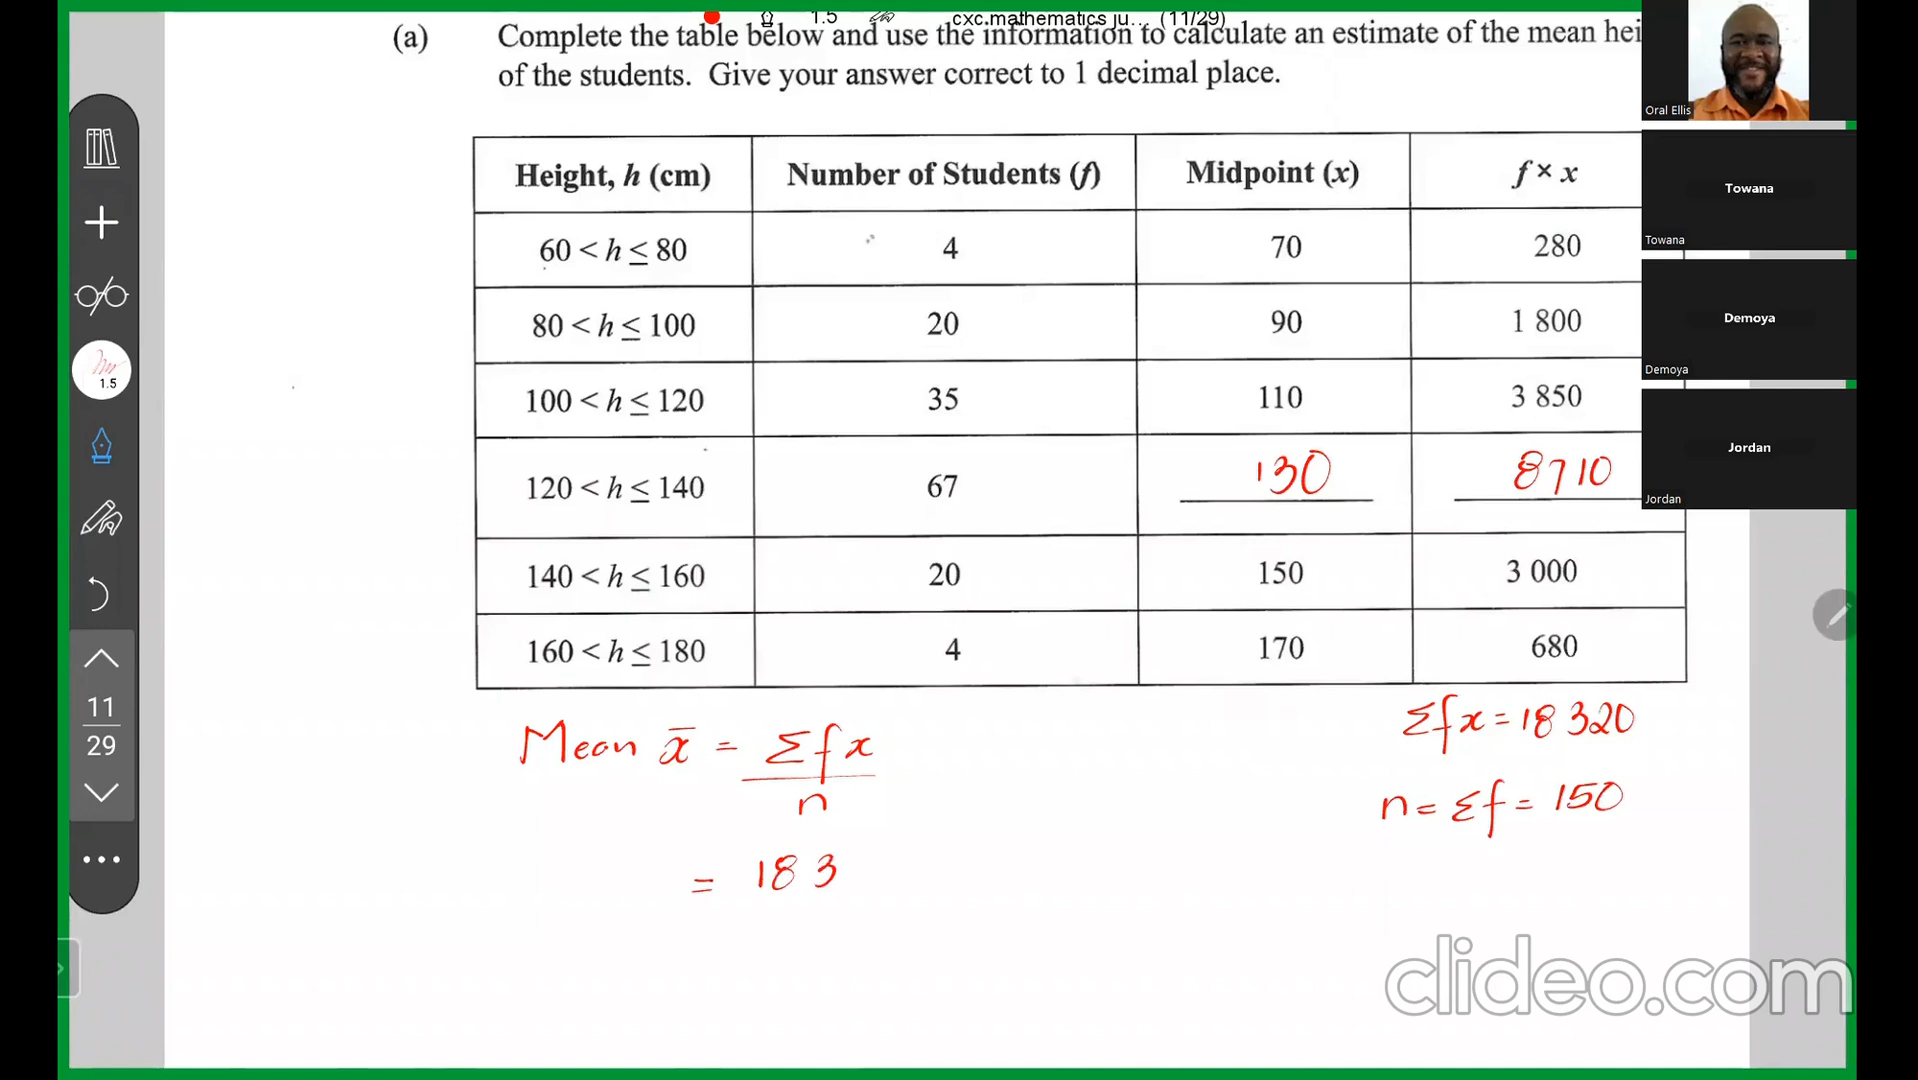 1.5 cxc.mathematics ju... (11/29)
(a) Complete the table below and use the information to calculate an estimate of the mean hei
of the students. Give your answer correct to 1 decimal place.
Oral Ellis
Height, h (cm) Number of Students (f) Midpoint (x) f × x
Towana
Towana
60 < h ≤ 80 4 70 280
80 < h ≤ 100 20 90 1 800
Demoya
Demoya
100 < h ≤ 120 35 110 3 850
1.5
120 < h ≤ 140 67 130 8710
Jordan
Jordan
140 < h ≤ 160 20 150 3 000
160 < h ≤ 180 4 170 680
11
29
Mean x̄ = Σfx
n
Σfx = 18 320
n = Σf = 150
= 18 3
clideo.com